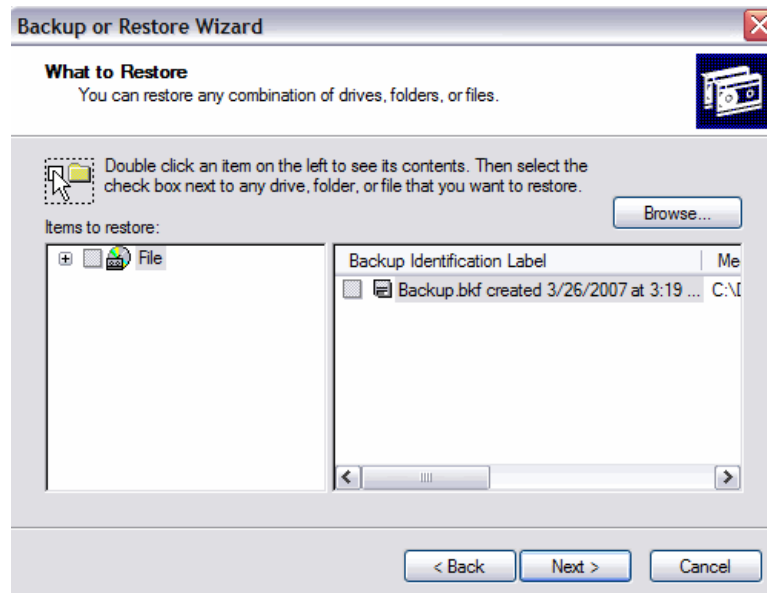 Backup or Restore Wizard
What to Restore
You can restore any combination of drives, folders, or files.
Double click an item on the left to see its contents. Then select the
check box next to any drive, folder, or file that you want to restore.
Browse...
Items to restore:
File
Backup Identification Label
Me
Backup.bkf created 3/26/2007 at 3:19 ...
C:\D
< Back
Next >
Cancel